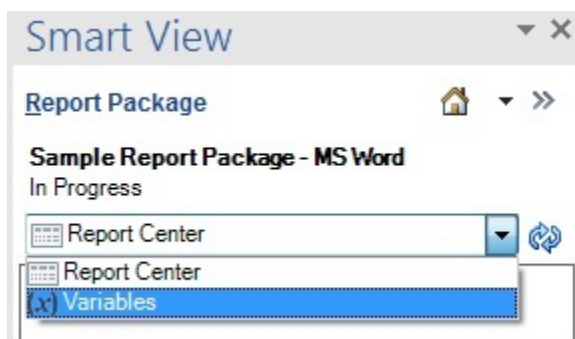 Smart View
Report Package
Sample Report Package - MS Word
In Progress
Report Center
Report Center
(x) Variables